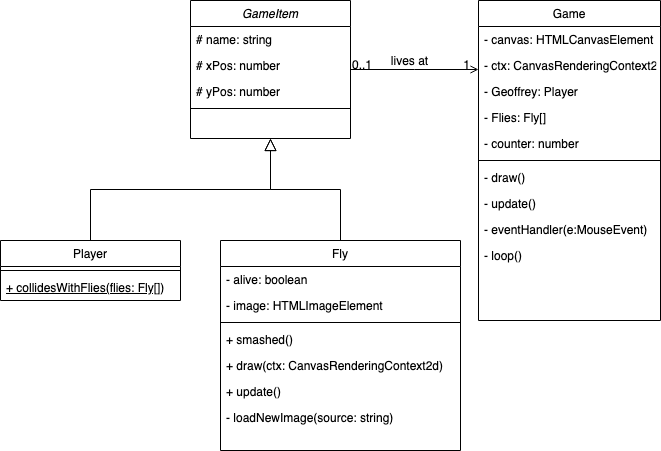 GameItem
# name: string
# xPos: number
# yPos: number
0..1
lives at
1
Game
- canvas: HTMLCanvasElement
- ctx: CanvasRenderingContext2
- Geoffrey: Player
- Flies: Fly[]
- counter: number
- draw()
- update()
- eventHandler(e:MouseEvent)
- loop()
Player
+ collidesWithFlies(flies: Fly[])
Fly
- alive: boolean
- image: HTMLImageElement
+ smashed()
+ draw(ctx: CanvasRenderingContext2d)
+ update()
- loadNewImage(source: string)